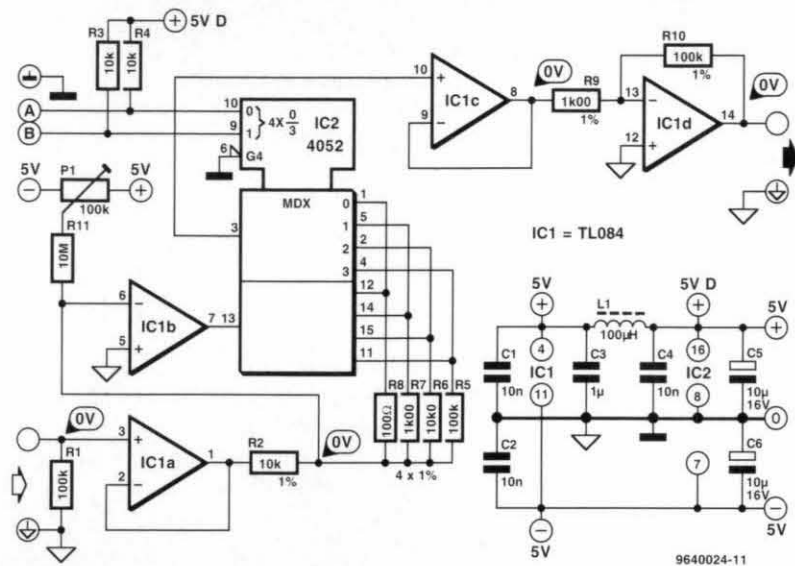 R3
R4
5V D
10k
10k
A
B
10
0
9
1
4X 0/3
IC2
4052
6
G4
5V
P1
5V
100k
R11
10M
MDX
3
0
1
1
5
2
2
3
4
12
14
15
11
6
IC1b
7
13
5
R8
R7
R6
R5
100Ω
1k00
10k0
100k
4 x 1%
0V
R1
100k
3
IC1a
1
2
R2
10k
1%
0V
10
IC1c
8
9
0V
R9
1k00
1%
R10
100k
1%
13
IC1d
14
12
0V
IC1 = TL084
5V
L1
100µH
5V D
5V
C1
10n
4
IC1
11
C3
1µ
C4
10n
16
IC2
8
C5
10µ
16V
0
C2
10n
7
C6
10µ
16V
5V
5V
9640024-11